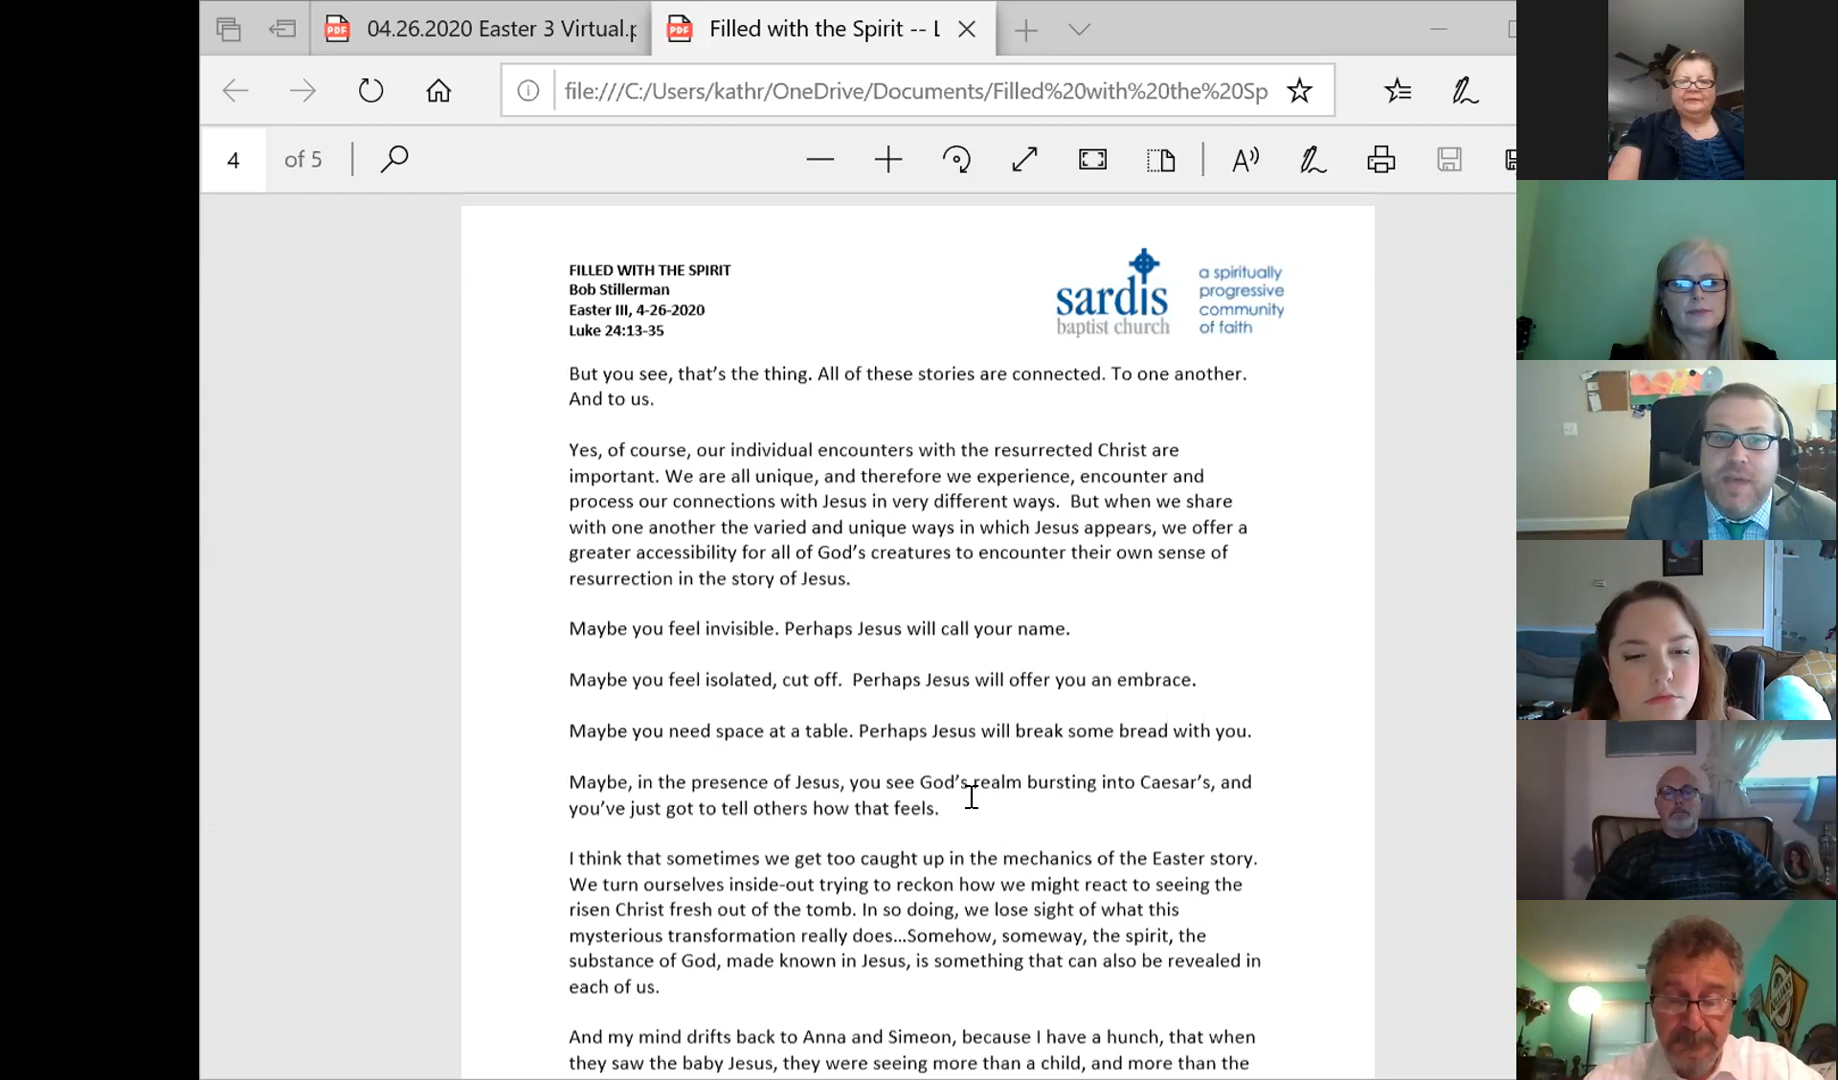 04.26.2020 Easter 3 Virtual.p
Filled with the Spirit -- L
file:///C:/Users/kathr/OneDrive/Documents/Filled%20with%20the%20Sp
4 of 5
FILLED WITH THE SPIRIT
Bob Stillerman
Easter III, 4-26-2020
Luke 24:13-35
sardis
baptist church
a spiritually
progressive
community
of faith
But you see, that's the thing. All of these stories are connected. To one another.
And to us.
Yes, of course, our individual encounters with the resurrected Christ are
important. We are all unique, and therefore we experience, encounter and
process our connections with Jesus in very different ways.  But when we share
with one another the varied and unique ways in which Jesus appears, we offer a
greater accessibility for all of God's creatures to encounter their own sense of
resurrection in the story of Jesus.
Maybe you feel invisible. Perhaps Jesus will call your name.
Maybe you feel isolated, cut off.  Perhaps Jesus will offer you an embrace.
Maybe you need space at a table. Perhaps Jesus will break some bread with you.
Maybe, in the presence of Jesus, you see God's realm bursting into Caesar's, and
you've just got to tell others how that feels.
I think that sometimes we get too caught up in the mechanics of the Easter story.
We turn ourselves inside-out trying to reckon how we might react to seeing the
risen Christ fresh out of the tomb. In so doing, we lose sight of what this
mysterious transformation really does...Somehow, someway, the spirit, the
substance of God, made known in Jesus, is something that can also be revealed in
each of us.
And my mind drifts back to Anna and Simeon, because I have a hunch, that when
they saw the baby Jesus, they were seeing more than a child, and more than the